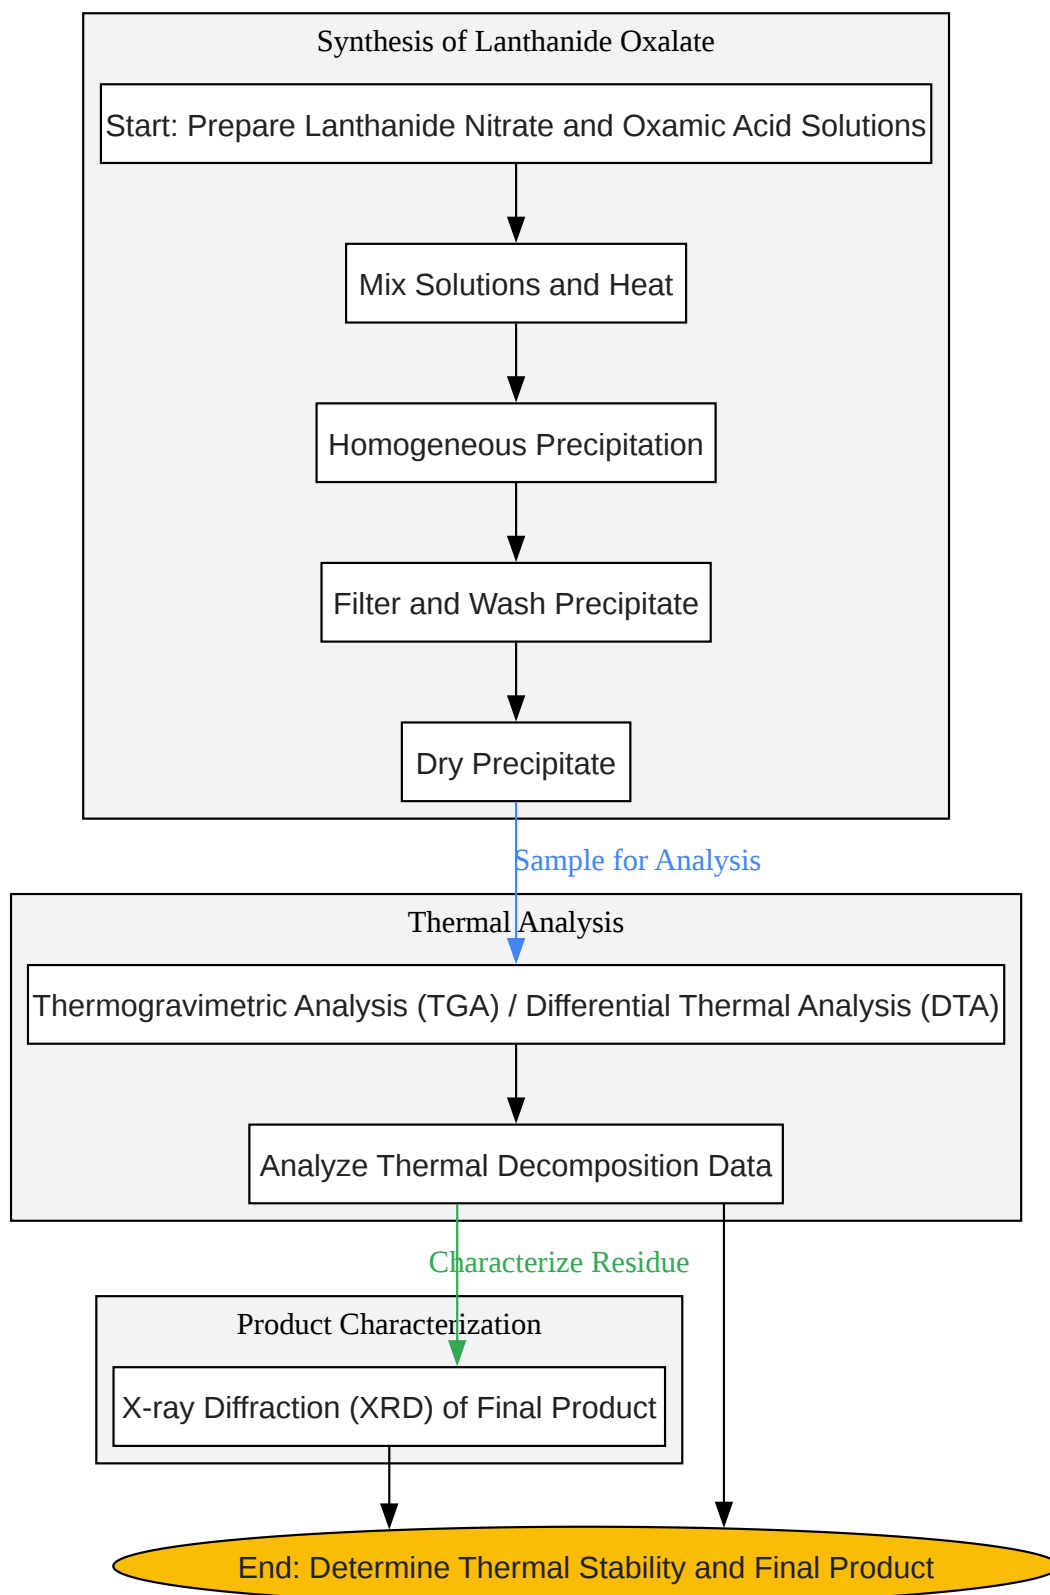 Synthesis of Lanthanide Oxalate
Start: Prepare Lanthanide Nitrate and Oxamic Acid Solutions
Mix Solutions and Heat
Homogeneous Precipitation
Filter and Wash Precipitate
Dry Precipitate
Sample for Analysis
Thermal Analysis
Thermogravimetric Analysis (TGA) / Differential Thermal Analysis (DTA)
Analyze Thermal Decomposition Data
Characterize Residue
Product Characterization
X-ray Diffraction (XRD) of Final Product
End: Determine Thermal Stability and Final Product